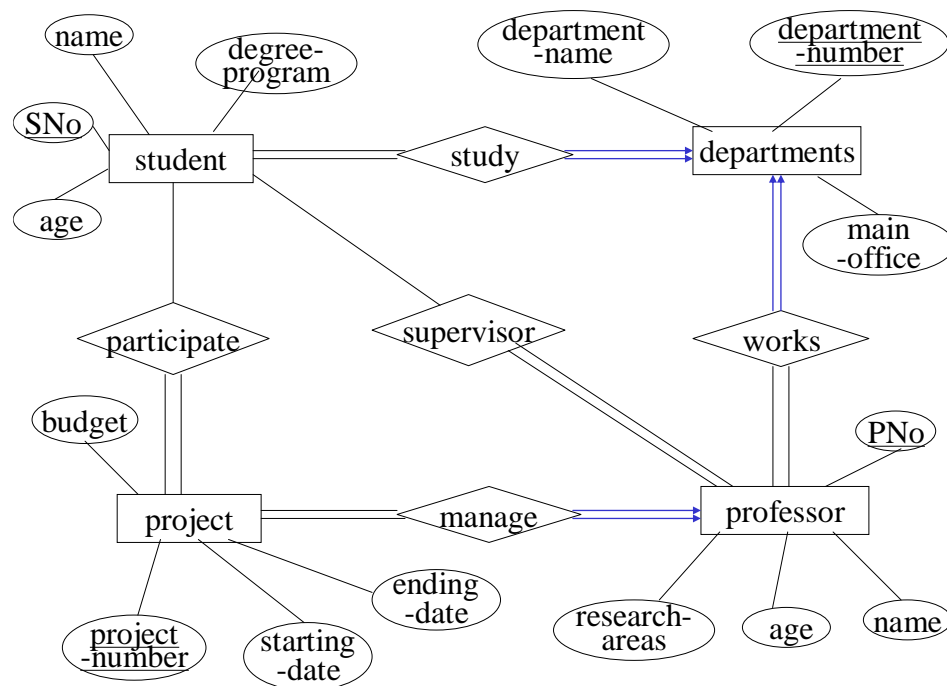 name
degree-
program
department
-name
department
-number
SNo
student
study
departments
age
main
-office
participate
supervisor
works
budget
PNo
project
manage
professor
ending
-date
project
-number
starting
-date
research-
areas
age
name